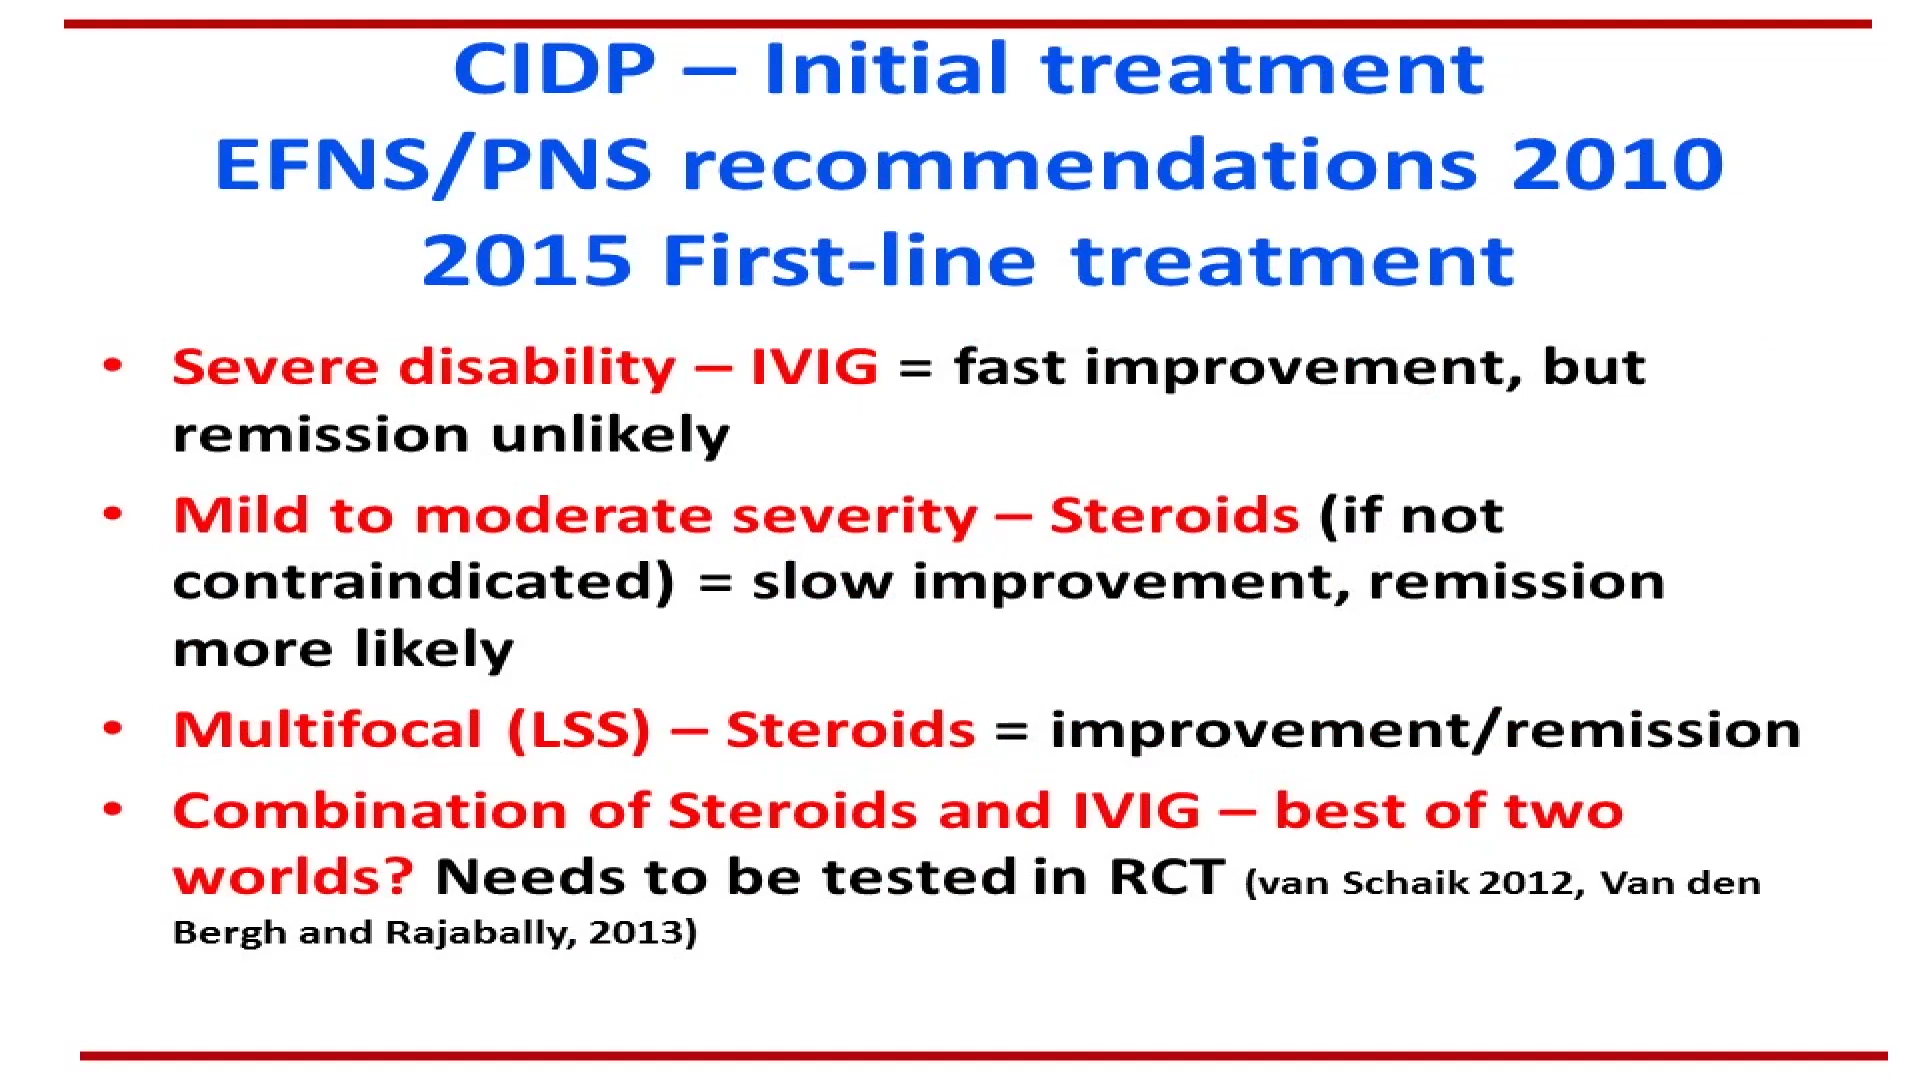 CIDP – Initial treatment
EFNS/PNS recommendations 2010
2015 First-line treatment
• Severe disability – IVIG = fast improvement, but
remission unlikely
• Mild to moderate severity – Steroids (if not
contraindicated) = slow improvement, remission
more likely
• Multifocal (LSS) – Steroids = improvement/remission
• Combination of Steroids and IVIG – best of two
worlds? Needs to be tested in RCT (van Schaik 2012, Van den
Bergh and Rajabally, 2013)